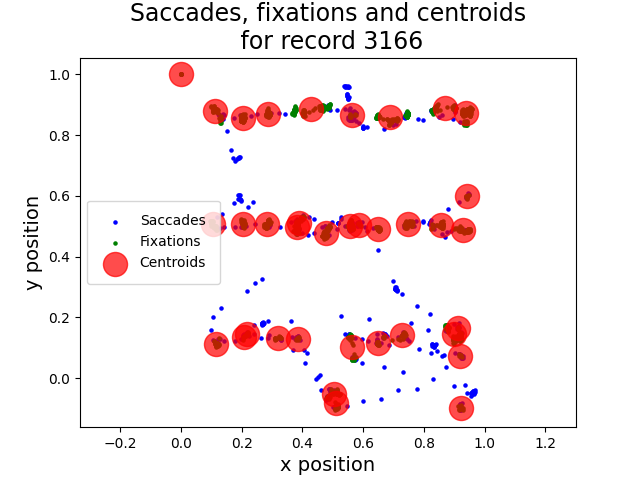 Saccades, fixations and centroids
for record 3166
y position
1.0
0.8
0.6
0.4
0.2
0.0
Saccades
Fixations
Centroids
−0.2
0.0
0.2
0.4
0.6
0.8
1.0
1.2
x position